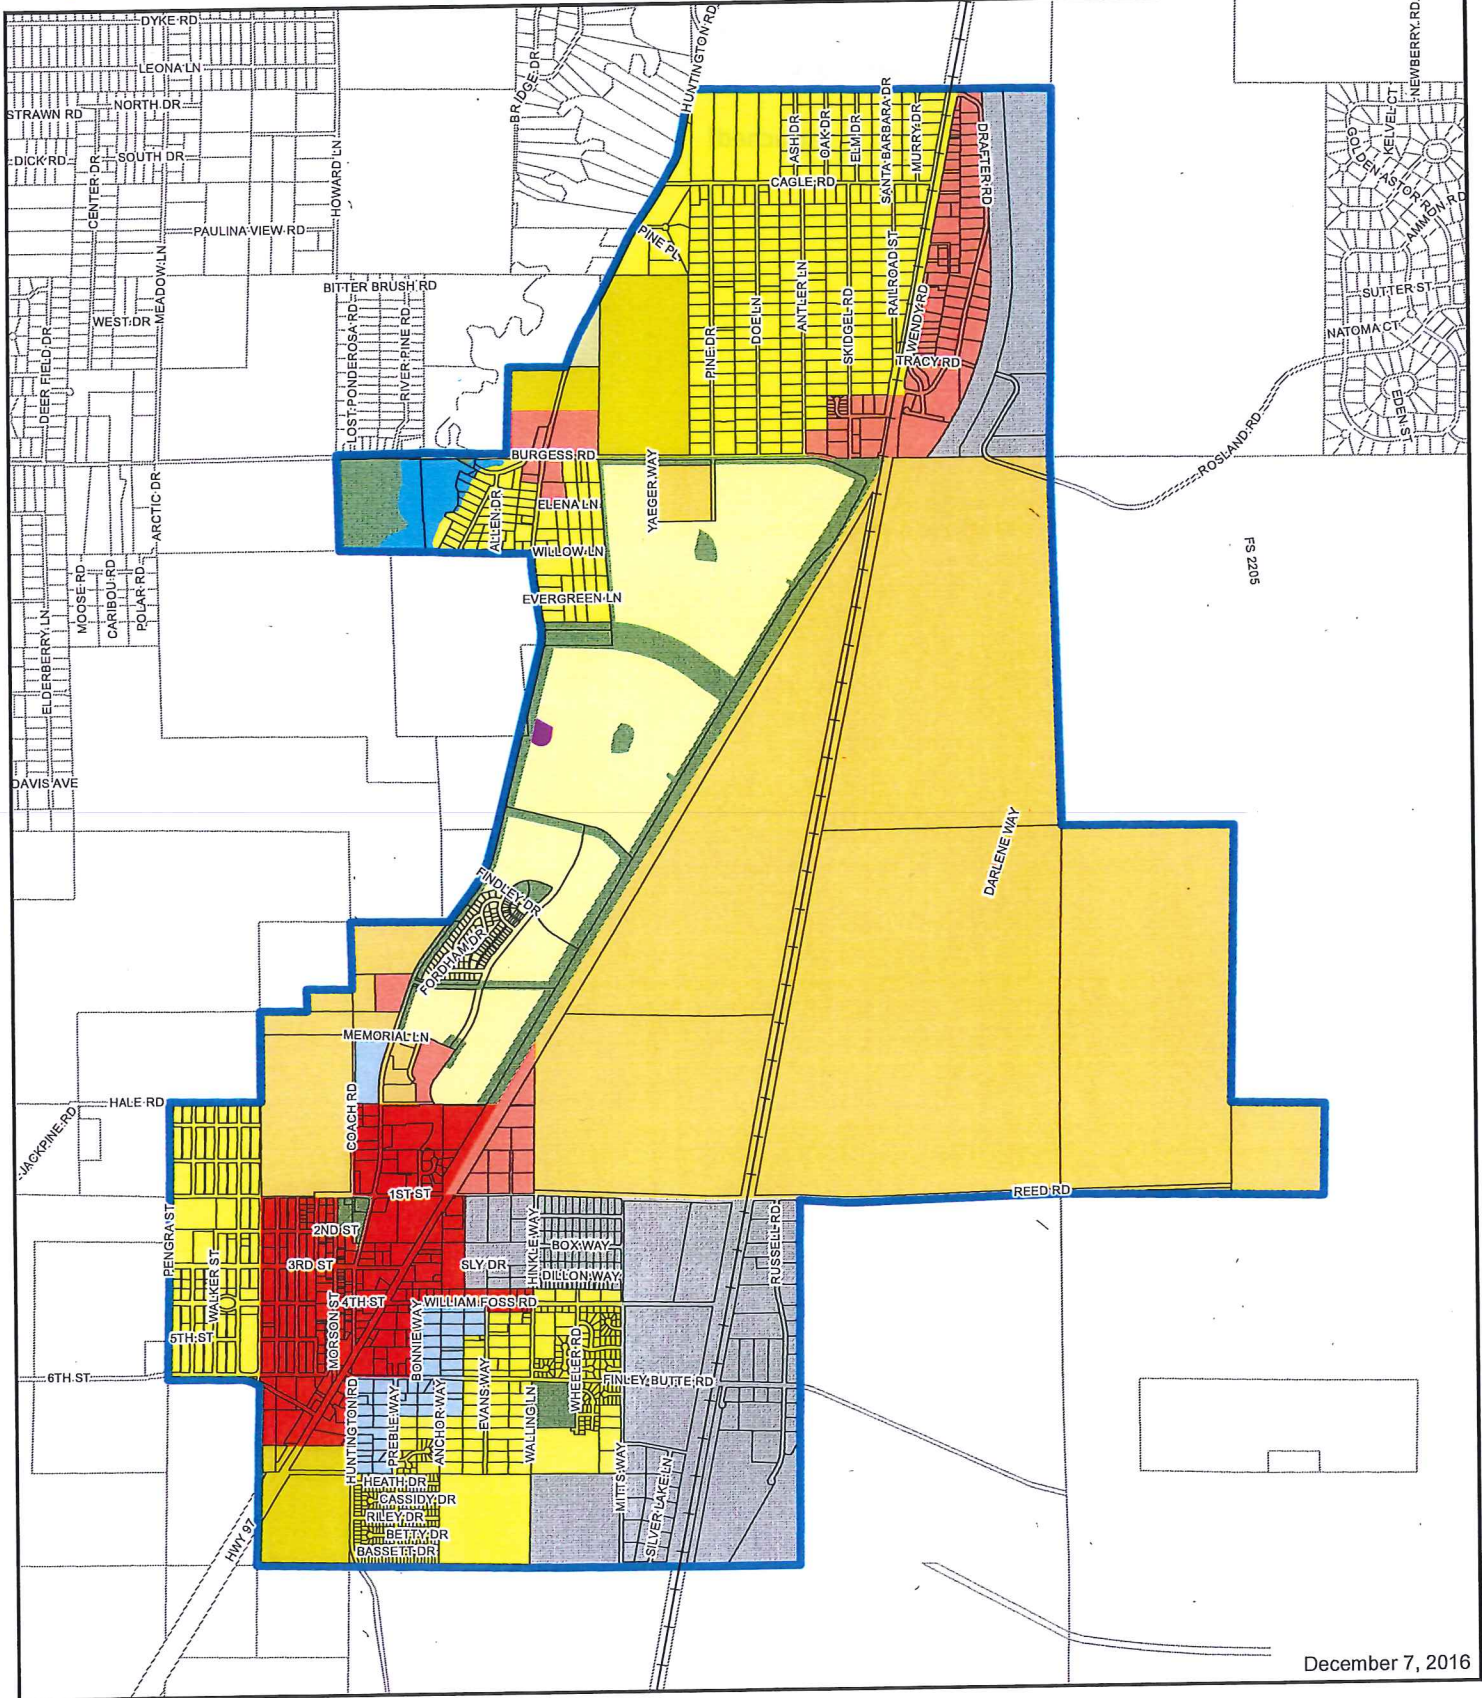 DYKE RD
HUNTINGTON RD
NEWBERRY RD
LEONA LN
BRIDGE DR
NORTH DR
STRAWN RD
SANTA BARBARA DR
KELVEL CT
ASH DR
OAK DR
ELM DR
MURRY DR
DRAFTER RD
DICK RD
SOUTH DR
CENTER DR
HOWARD LN
CAGLE RD
AMMON RD
PAULINA VIEW RD
PINE PL
MEADOW LN
BITTER BRUSH RD
ANTLER LN
RAILROAD ST
SUTTER ST
WEST DR
DOE LN
SKIDGEL RD
WENDY RD
NATOMA CT
DEER FIELD DR
LOST PONDEROSA RD
RIVER PINE RD
PINE DR
TRACY RD
EDEN ST
BURGESS RD
ROSLAND RD
YAEGER WAY
ARCTIC DR
ALLEN DR
ELENA LN
WILLOW LN
FS 2205
MOOSE RD
CARIBOU RD
POLAR RD
EVERGREEN LN
ELDERBERRY LN
DAVIS AVE
DARLENE WAY
FINDLEY DR
FORDHAM DR
MEMORIAL LN
HALE RD
COACH RD
JACKPINE RD
1ST ST
REED RD
2ND ST
PENGRA ST
HINKLE WAY
BOX WAY
RUSSELL RD
3RD ST
SLY DR
DILLON WAY
WALKER ST
4TH ST
WILLIAM FOSS RD
MORSON ST
BONNIE WAY
5TH ST
WHEELER RD
6TH ST
FINLEY BUTTE RD
HUNTINGTON RD
PREBLE WAY
ANCHOR WAY
EVANS WAY
WALLING LN
MITTS WAY
SILVER LAKE LN
HEATH DR
CASSIDY DR
RILEY DR
BETTY DR
BASSETT DR
HWY 97
December 7, 2016